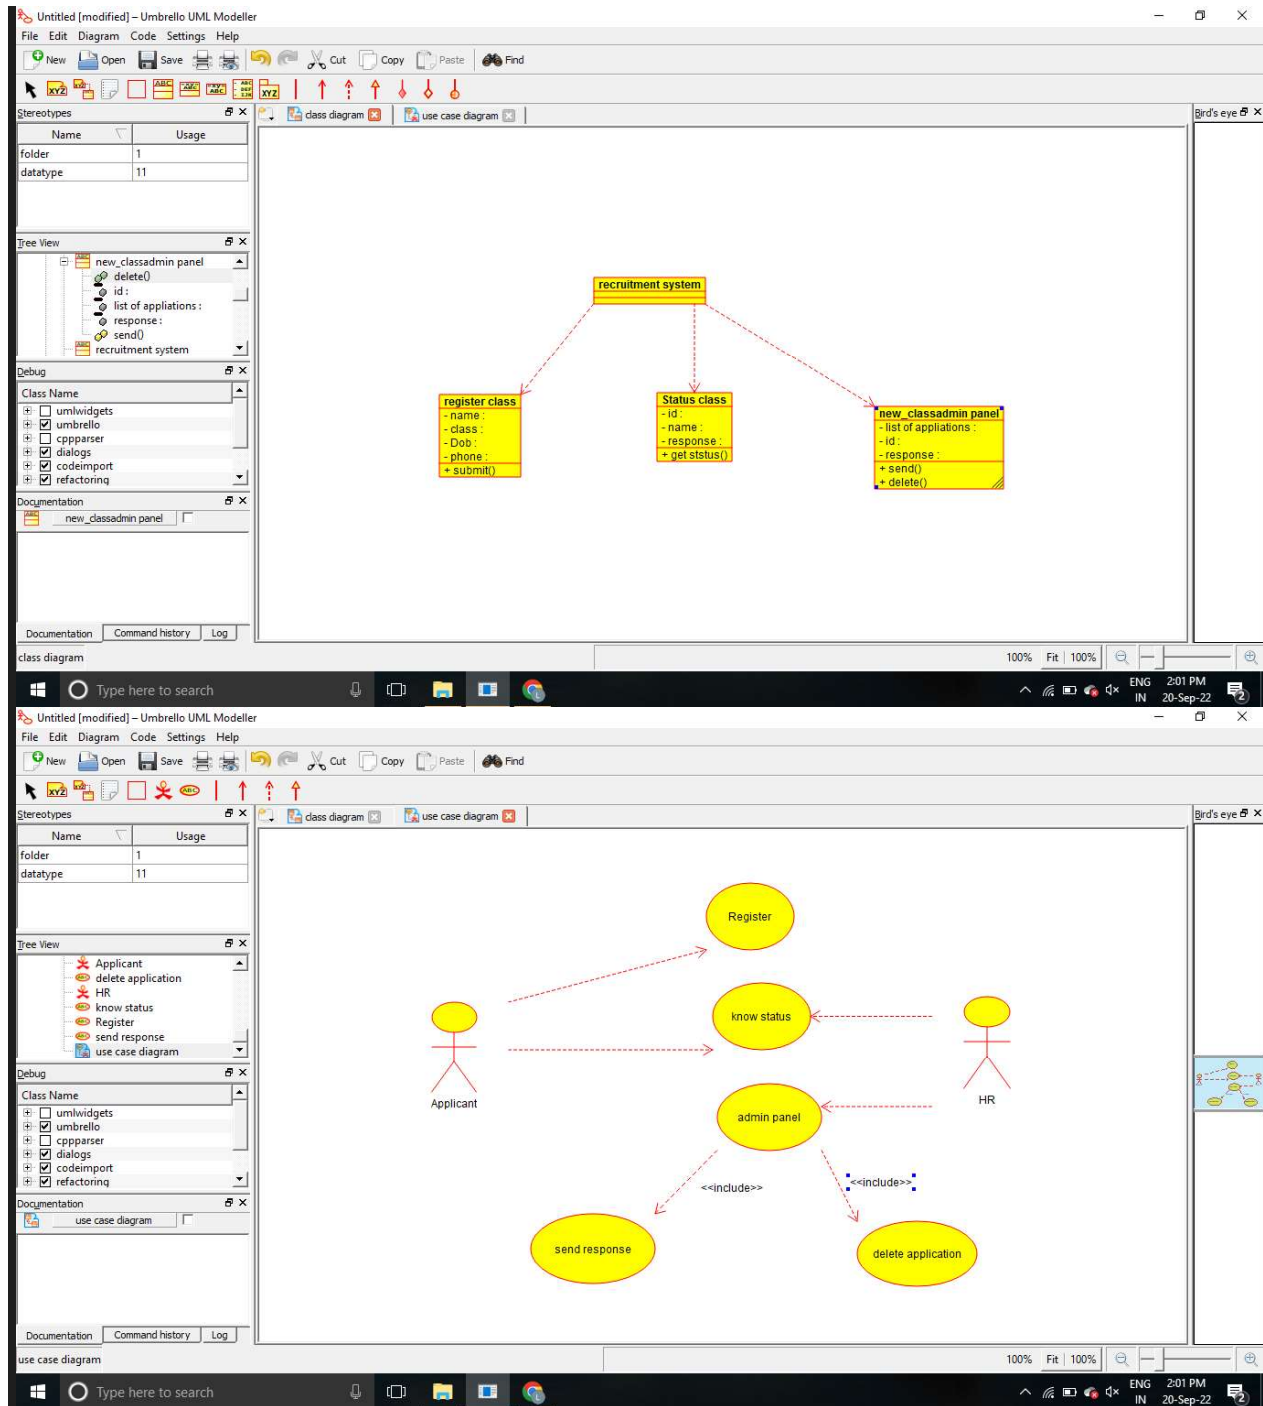 Untitled [modified] – Umbrello UML Modeller
File Edit Diagram Code Settings Help
New Open Save Cut Copy Paste Find
Stereotypes
Name Usage
folder 1
datatype 11
Tree View
new_classadmin panel
delete()
id :
list of appliations :
response :
send()
recruitment system
Debug
Class Name
umlwidgets
umbrello
cppparser
dialogs
codeimport
refactoring
Documentation
new_classadmin panel
Documentation Command history Log
class diagram
class diagram use case diagram
Bird's eye
recruitment system
register class
- name :
- class :
- Dob :
- phone :
+ submit()
Status class
- id :
- name :
- response :
+ get ststus()
new_classadmin panel
- list of appliations :
- id :
- response :
+ send()
+ delete()
100% Fit 100%
Type here to search
ENG
IN
2:01 PM
20-Sep-22
2
Untitled [modified] – Umbrello UML Modeller
File Edit Diagram Code Settings Help
New Open Save Cut Copy Paste Find
Stereotypes
Name Usage
folder 1
datatype 11
Tree View
Applicant
delete application
HR
know status
Register
send response
use case diagram
Debug
Class Name
umlwidgets
umbrello
cppparser
dialogs
codeimport
refactoring
Documentation
use case diagram
Documentation Command history Log
use case diagram
class diagram use case diagram
Bird's eye
Register
know status
Applicant
HR
admin panel
<<include>>
<<include>>
send response
delete application
100% Fit 100%
Type here to search
ENG
IN
2:01 PM
20-Sep-22
2